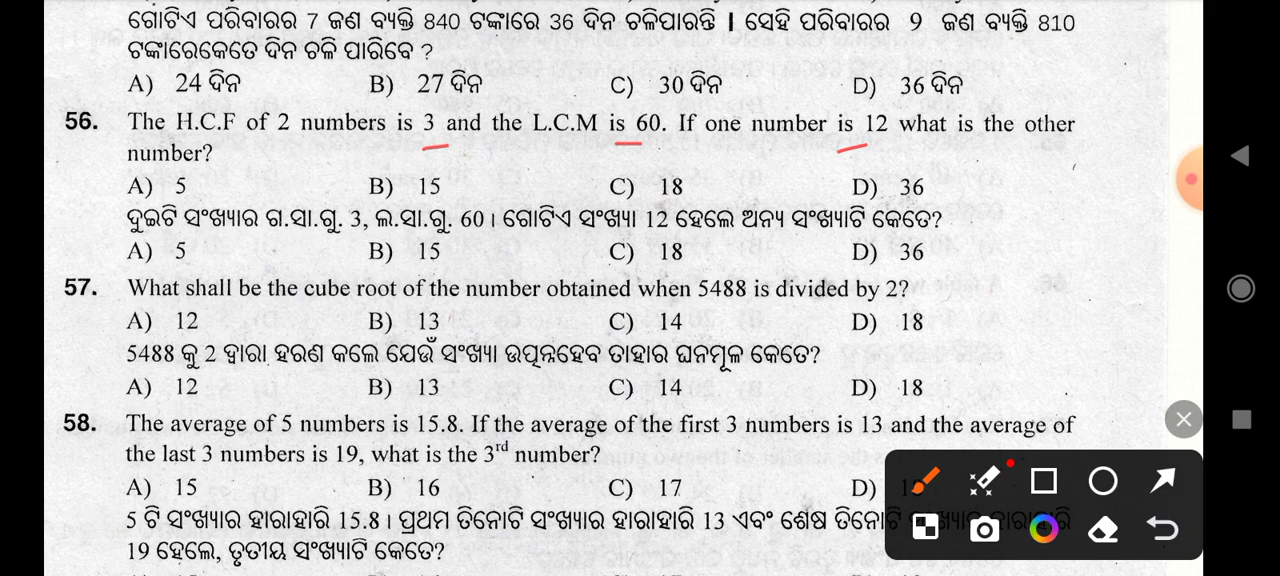 ଗୋଟିଏ ପରିବାରର 7 ଜଣ ବ୍ୟକ୍ତି 840 ଟଙ୍କାରେ 36 ଦିନ ଚଳିପାରନ୍ତି । ସେହି ପରିବାରର 9 ଜଣ ବ୍ୟକ୍ତି 810
ଟଙ୍କାରେକେତେ ଦିନ ଚଳି ପାରିବେ ?
A) 24 ଦିନ B) 27 ଦିନ C) 30 ଦିନ D) 36 ଦିନ
56. The H.C.F of 2 numbers is 3 and the L.C.M is 60. If one number is 12 what is the other
number?
A) 5 B) 15 C) 18 D) 36
ଦୁଇଟି ସଂଖ୍ୟାର ଗ.ସା.ଗୁ. 3, ଲ.ସା.ଗୁ. 60। ଗୋଟିଏ ସଂଖ୍ୟା 12 ହେଲେ ଅନ୍ୟ ସଂଖ୍ୟାଟି କେତେ?
A) 5 B) 15 C) 18 D) 36
57. What shall be the cube root of the number obtained when 5488 is divided by 2?
A) 12 B) 13 C) 14 D) 18
5488 କୁ 2 ଦ୍ୱାରା ହରଣ କଲେ ଯେଉଁ ସଂଖ୍ୟା ଉତ୍ପନ୍ନହେବ ତାହାର ଘନମୂଳ କେତେ?
A) 12 B) 13 C) 14 D) 18
58. The average of 5 numbers is 15.8. If the average of the first 3 numbers is 13 and the average of
the last 3 numbers is 19, what is the 3rd number?
A) 15 B) 16 C) 17 D)
5 ଟି ସଂଖ୍ୟାର ହାରାହାରି 15.8। ପ୍ରଥମ ତିନୋଟି ସଂଖ୍ୟାର ହାରାହାରି 13 ଏବଂ ଶେଷ ତିନୋଟି
19 ହେଲେ, ତୃତୀୟ ସଂଖ୍ୟାଟି କେତେ?